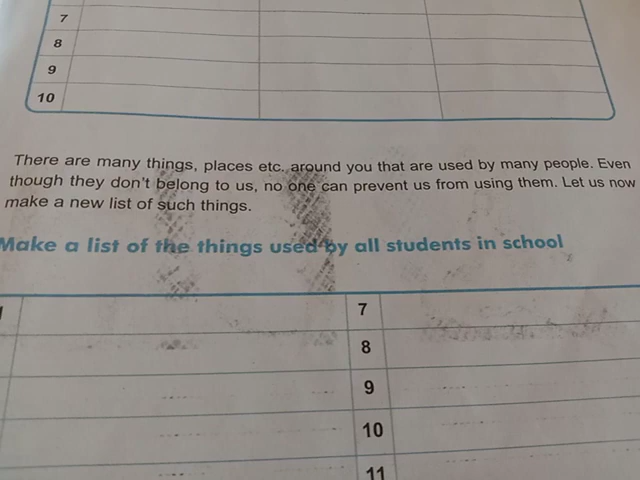 7
8
9
10
There are many things, places etc. around you that are used by many people. Even
though they don't belong to us, no one can prevent us from using them. Let us now
make a new list of such things.
Make a list of the things used by all students in school
7
8
9
10
11